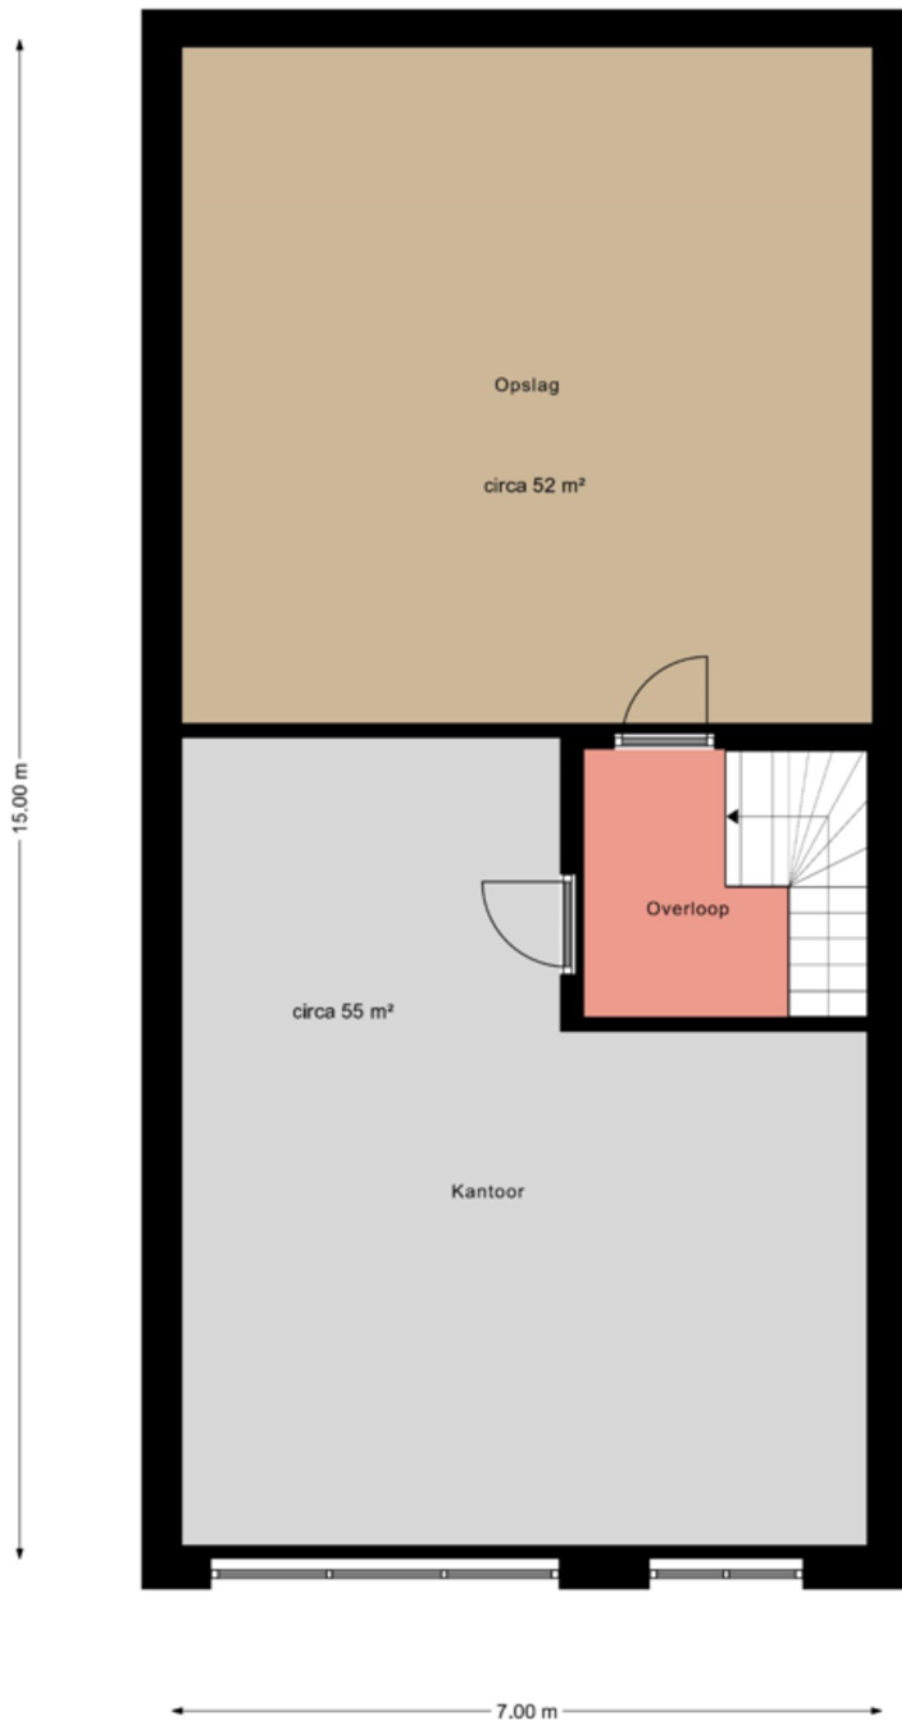 Opslag
circa 52 m²
15.00 m
Overloop
circa 55 m²
Kantoor
7.00 m